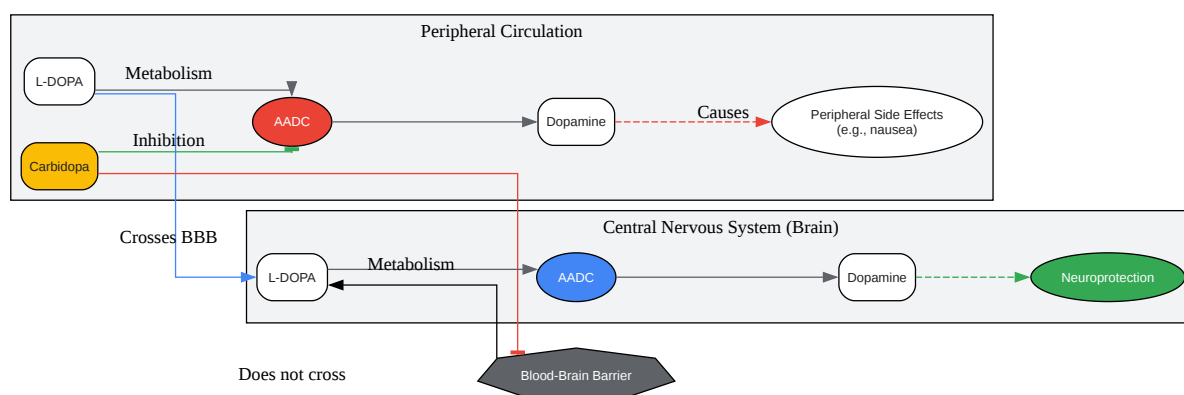 Peripheral Circulation
L-DOPA
Metabolism
AADC
Dopamine
Causes
Peripheral Side Effects
(e.g., nausea)
Inhibition
Carbidopa
Crosses BBB
Central Nervous System (Brain)
L-DOPA
Metabolism
AADC
Dopamine
Neuroprotection
Does not cross
Blood-Brain Barrier